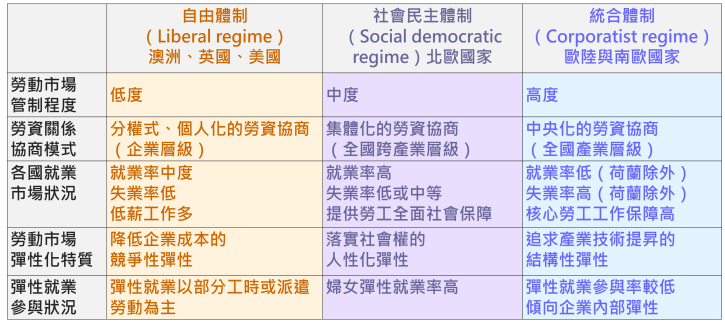 自由體制
（Liberal regime）
澳洲、英國、美國
社會民主體制
（Social democratic
regime）北歐國家
統合體制
（Corporatist regime）
歐陸與南歐國家
勞動市場
管制程度
低度
中度
高度
勞資關係
協商模式
分權式、個人化的勞資協商
（企業層級）
集體化的勞資協商
（全國跨產業層級）
中央化的勞資協商
（全國產業層級）
各國就業
市場狀況
就業率中度
失業率低
低薪工作多
就業率高
失業率低或中等
提供勞工全面社會保障
就業率低（荷蘭除外）
失業率高（荷蘭除外）
核心勞工工作保障高
勞動市場
彈性化特質
降低企業成本的
競爭性彈性
落實社會權的
人性化彈性
追求產業技術提昇的
結構性彈性
彈性就業
參與狀況
彈性就業以部分工時或派遣
勞動為主
婦女彈性就業率高
彈性就業參與率較低
傾向企業內部彈性